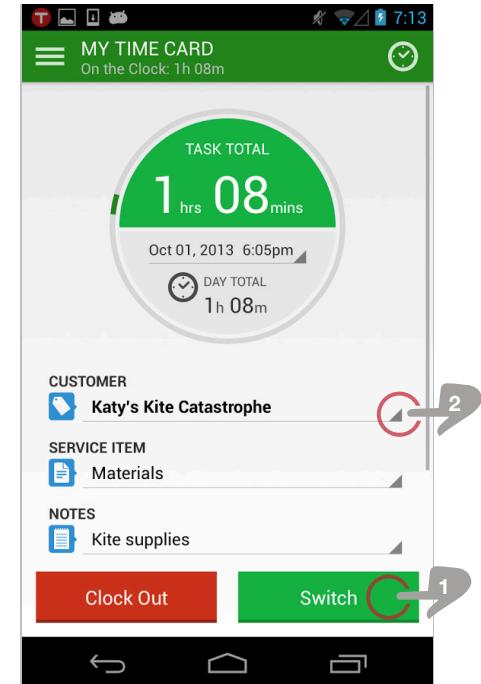 T
7:13
MY TIME CARD
On the Clock: 1h 08m
TASK TOTAL
1 hrs 08 mins
Oct 01, 2013 6:05pm
DAY TOTAL
1h 08m
CUSTOMER
Katy's Kite Catastrophe
2
SERVICE ITEM
Materials
NOTES
Kite supplies
Clock Out
Switch
1